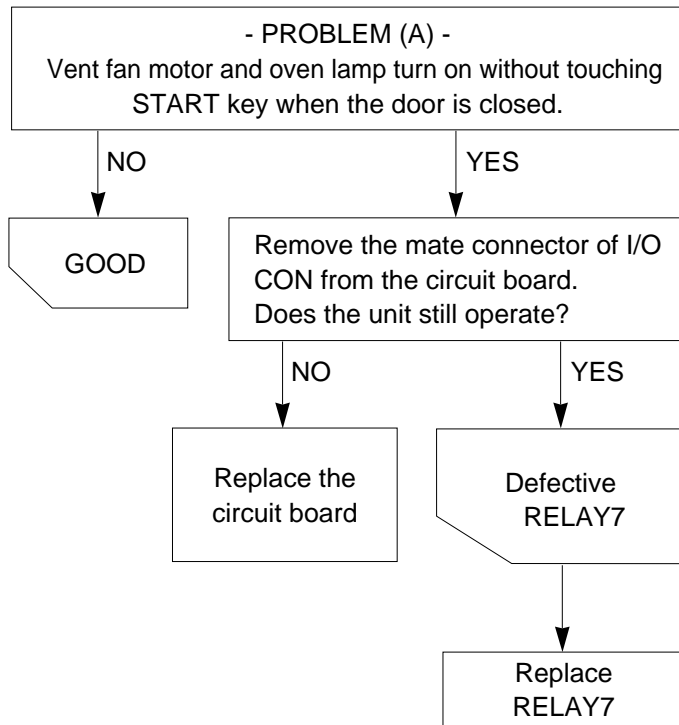 - PROBLEM (A) -
Vent fan motor and oven lamp turn on without touching
START key when the door is closed.
NO
YES
GOOD
Remove the mate connector of I/O
CON from the circuit board.
Does the unit still operate?
NO
YES
Replace the
circuit board
Defective
RELAY7
Replace
RELAY7